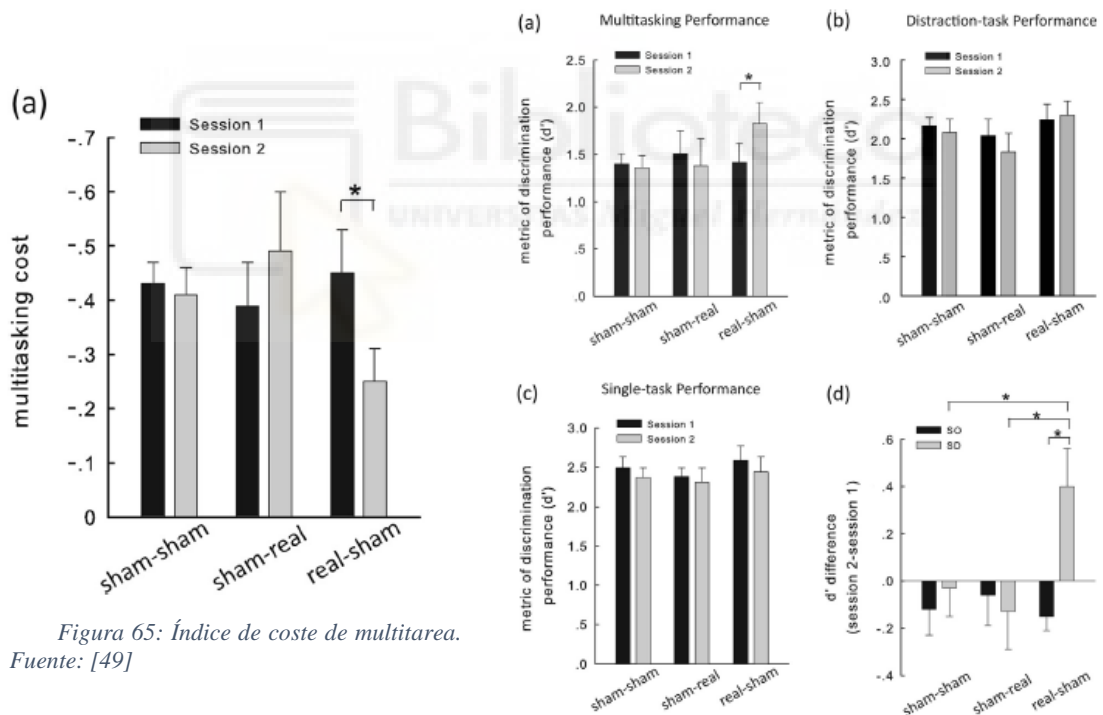 (a)
Session 1
Session 2
multitasking cost
-.7
-.6
-.5
-.4
-.3
-.2
-.1
0
*
sham-sham
sham-real
real-sham
Figura 65: Índice de coste de multitarea.
Fuente: [49]
(a)
Multitasking Performance
Session 1
Session 2
metric of discrimination
performance (d')
2.5
2.0
1.5
1.0
.5
.0
*
sham-sham
sham-real
real-sham
(b)
Distraction-task Performance
Session 1
Session 2
metric of discrimination
performance (d')
3.0
2.5
2.0
1.5
1.0
.5
.0
sham-sham
sham-real
real-sham
(c)
Single-task Performance
Session 1
Session 2
metric of discrimination
performance (d')
3.0
2.5
2.0
1.5
1.0
.5
.0
sham-sham
sham-real
real-sham
(d)
SO
SD
d' difference
(session 2-session 1)
.6
.4
.2
.0
-.2
-.4
*
*
*
sham-sham
sham-real
real-sham
Biblioteca
UNIVERSITAS Miguel Hernández